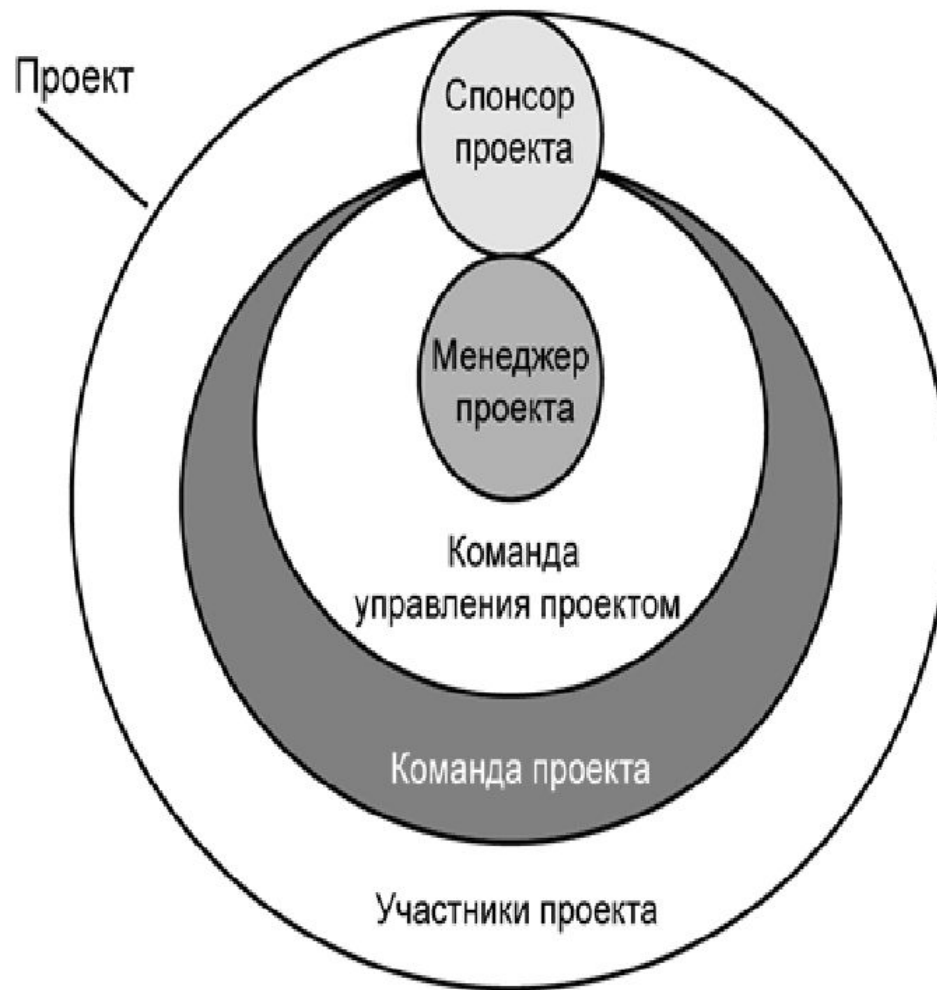 Проект
Спонсор
проекта
Менеджер
проекта
Команда
управления проектом
Команда проекта
Участники проекта